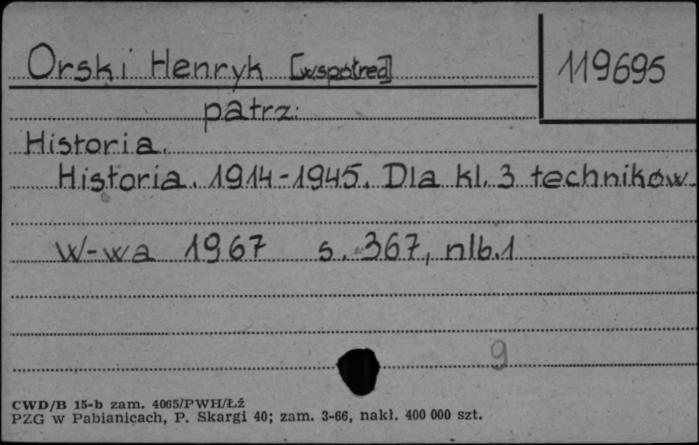 Orski Henryk [współred]
119695
patrz:
Historia.
Historia. 1914-1945. Dla kl. 3 techników
W-wa 1967 s. 367, nlb.1
9
CWD/B 15-b zam. 4065/PWH/Łź
PZG w Pabianicach, P. Skargi 40; zam. 3-66, nakł. 400 000 szt.